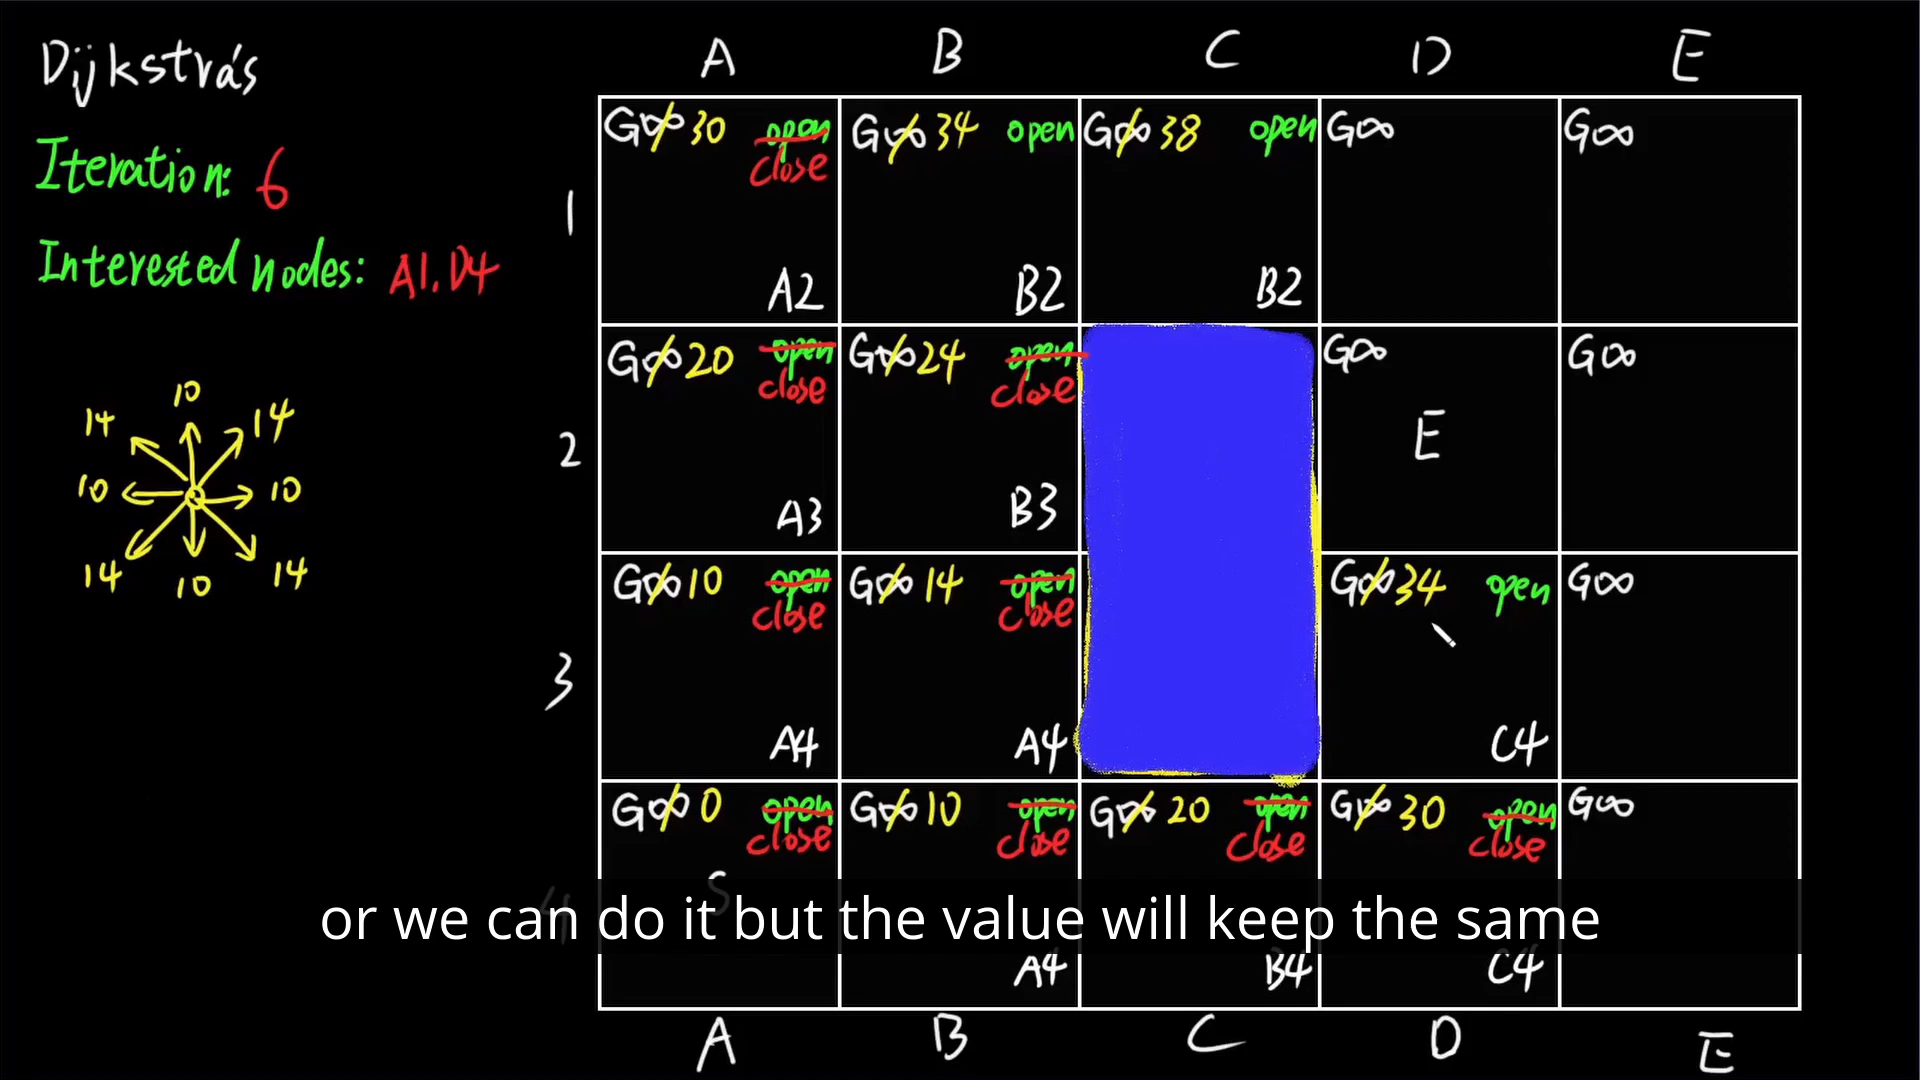 Dijkstra's
Iteration: 6
Interested nodes: A1.D4
10
14 14
10 10
14 10 14
A B C D E
1
G∞ 30 open close A2
G∞ 34 open B2
G∞ 38 open B2
G∞
G∞
2
G∞ 20 open close A3
G∞ 24 open close B3
G∞ E
G∞
3
G∞ 10 open close A4
G∞ 14 open close A4
G∞ 34 open C4
G∞
4
G∞ 0 open close S
G∞ 10 open close A4
G∞ 20 open close B4
G∞ 30 open close C4
G∞
or we can do it but the value will keep the same
A B C D E